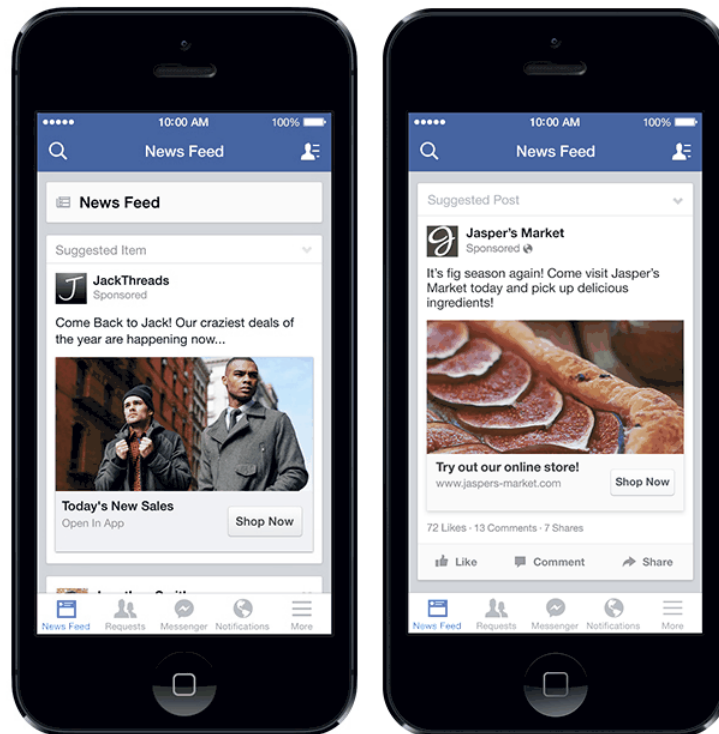 10:00 AM
100%
News Feed
News Feed
Suggested Item
JackThreads
Sponsored
Come Back to Jack! Our craziest deals of
the year are happening now...
Today's New Sales
Open In App
Shop Now
News Feed
Requests
Messenger
Notifications
More
10:00 AM
100%
News Feed
Suggested Post
Jasper's Market
Sponsored
It's fig season again! Come visit Jasper's
Market today and pick up delicious
ingredients!
Try out our online store!
www.jaspers-market.com
Shop Now
72 Likes · 13 Comments · 7 Shares
Like
Comment
Share
News Feed
Requests
Messenger
Notifications
More